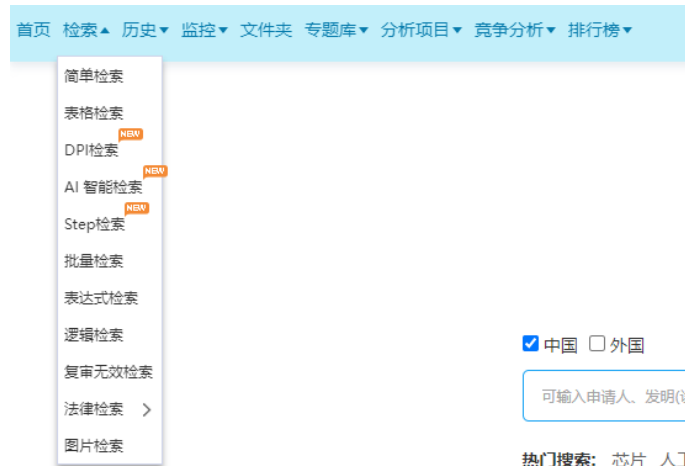 首页 检索▲ 历史▼ 监控▼ 文件夹 专题库▼ 分析项目▼ 竞争分析▼ 排行榜▼
简单检索
表格检索
NEW
DPI检索
NEW
AI 智能检索
NEW
Step检索
批量检索
表达式检索
逻辑检索
中国 外国
复审无效检索
可输入申请人、发明(
法律检索 >
图片检索
热门搜索: 芯片